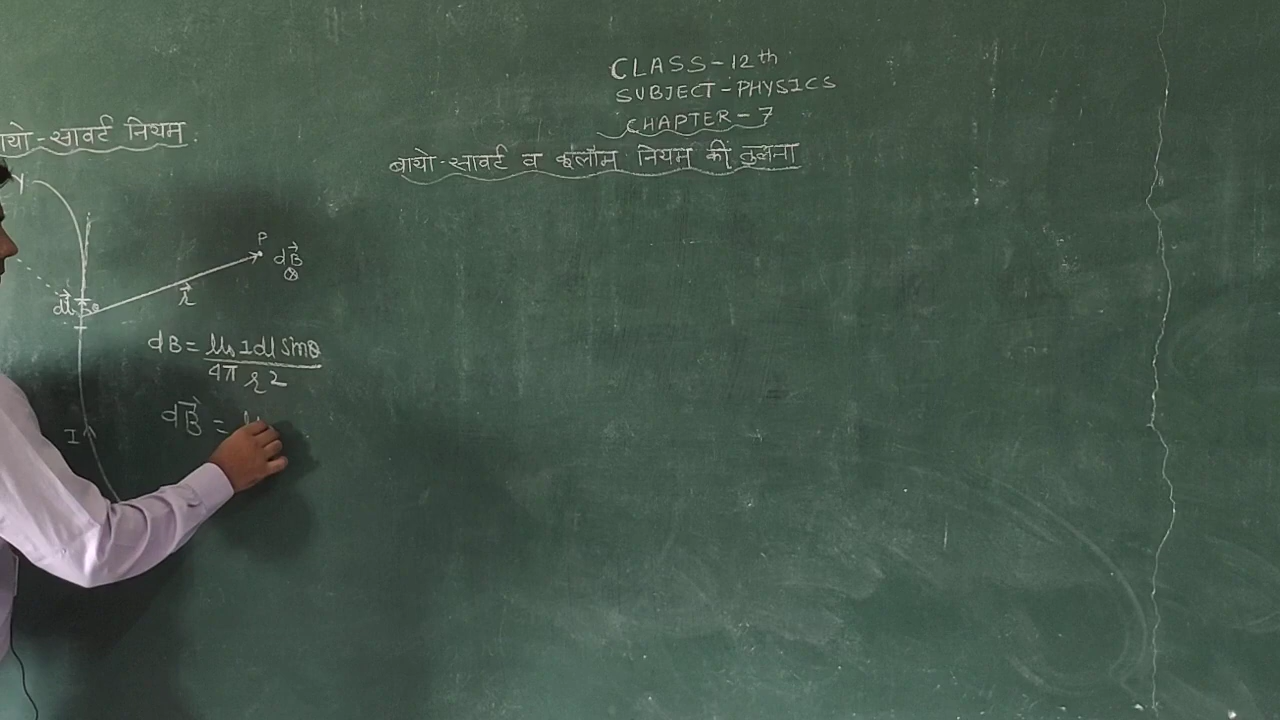 CLASS-12th
SUBJECT-PHYSICS
CHAPTER-7
बायो-सावर्ट व कूलॉम नियम की तुलना
ायो-सावर्ट नियम
Y
P
dB⃗
r⃗
dl⃗ θ
dB = μ₀ I dl sinθ / 4π r²
dB⃗ = μ
I